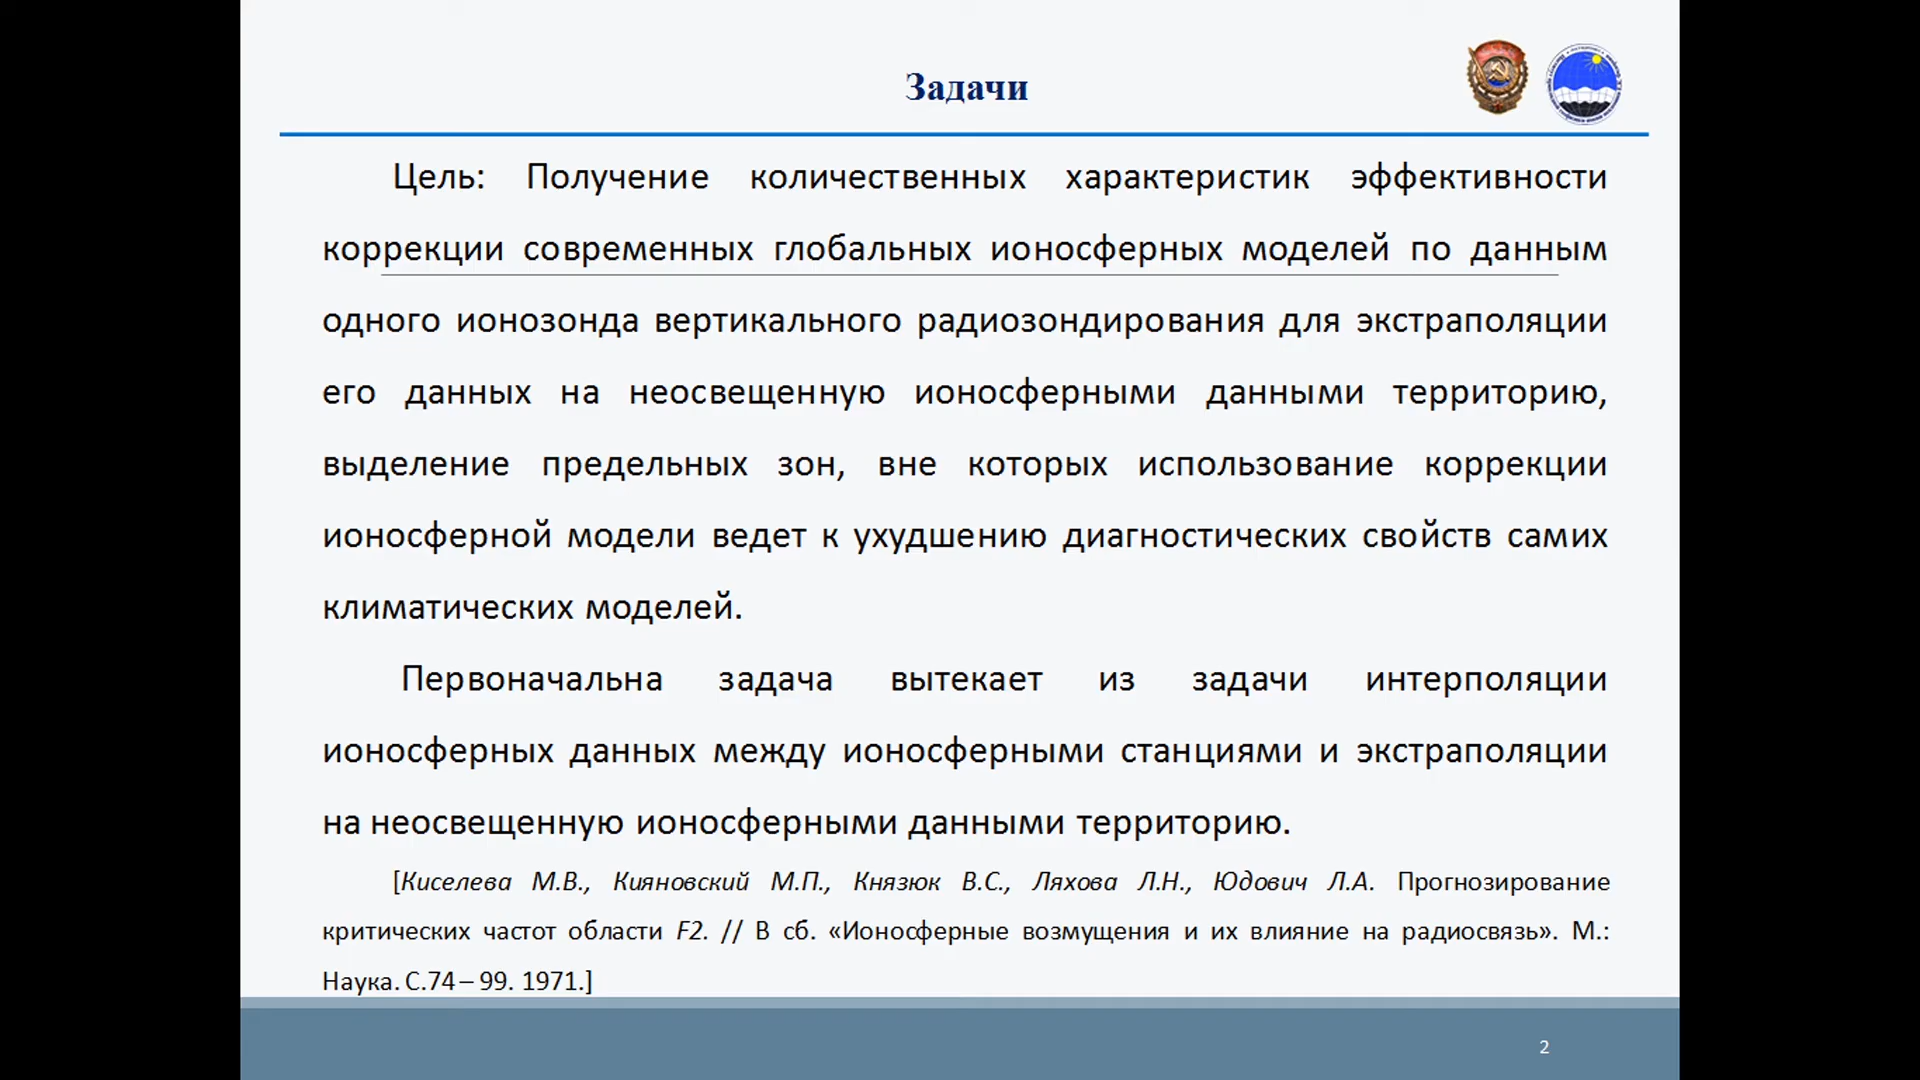 Задачи
Цель: Получение количественных характеристик эффективности
коррекции современных глобальных ионосферных моделей по данным
одного ионозонда вертикального радиозондирования для экстраполяции
его данных на неосвещенную ионосферными данными территорию,
выделение предельных зон, вне которых использование коррекции
ионосферной модели ведет к ухудшению диагностических свойств самих
климатических моделей.
Первоначальна задача вытекает из задачи интерполяции
ионосферных данных между ионосферными станциями и экстраполяции
на неосвещенную ионосферными данными территорию.
[Киселева М.В., Кияновский М.П., Князюк В.С., Ляхова Л.Н., Юдович Л.А. Прогнозирование
критических частот области F2. // В сб. «Ионосферные возмущения и их влияние на радиосвязь». М.:
Наука. С.74 – 99. 1971.]
2